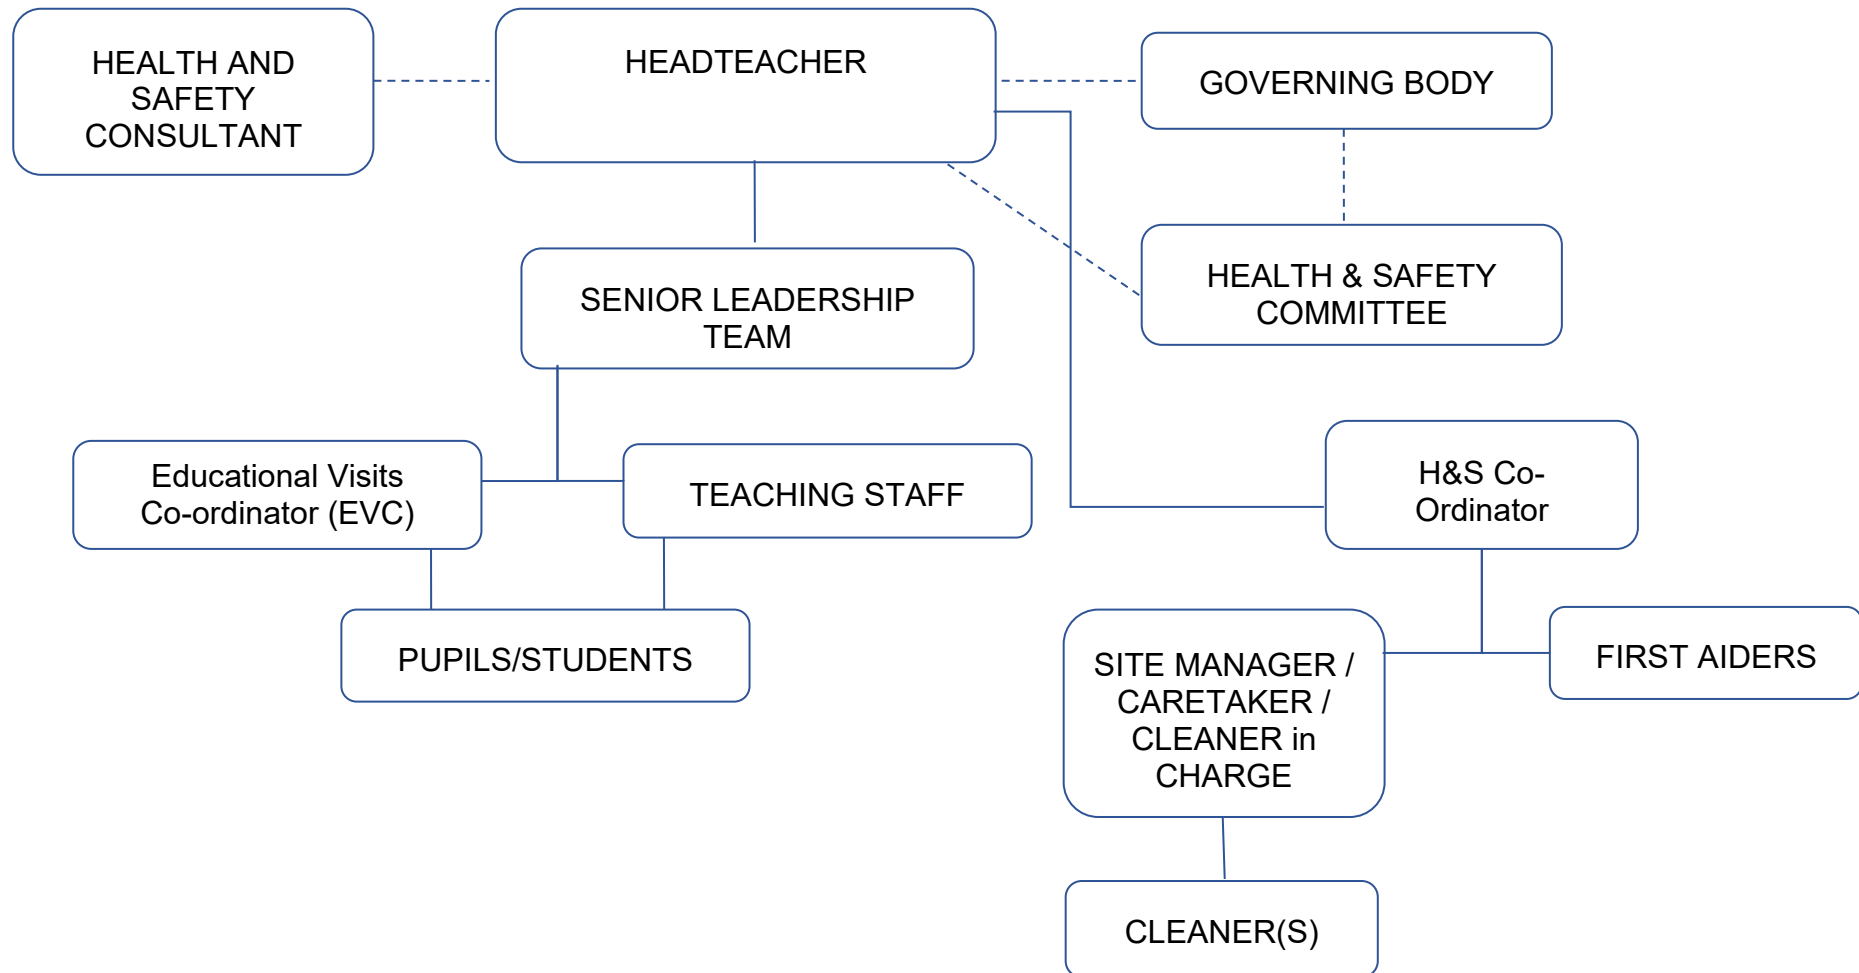 HEALTH AND
SAFETY
CONSULTANT
HEADTEACHER
GOVERNING BODY
SENIOR LEADERSHIP
TEAM
HEALTH & SAFETY
COMMITTEE
Educational Visits
Co-ordinator (EVC)
TEACHING STAFF
H&S Co-
Ordinator
PUPILS/STUDENTS
SITE MANAGER /
CARETAKER /
CLEANER in
CHARGE
FIRST AIDERS
CLEANER(S)